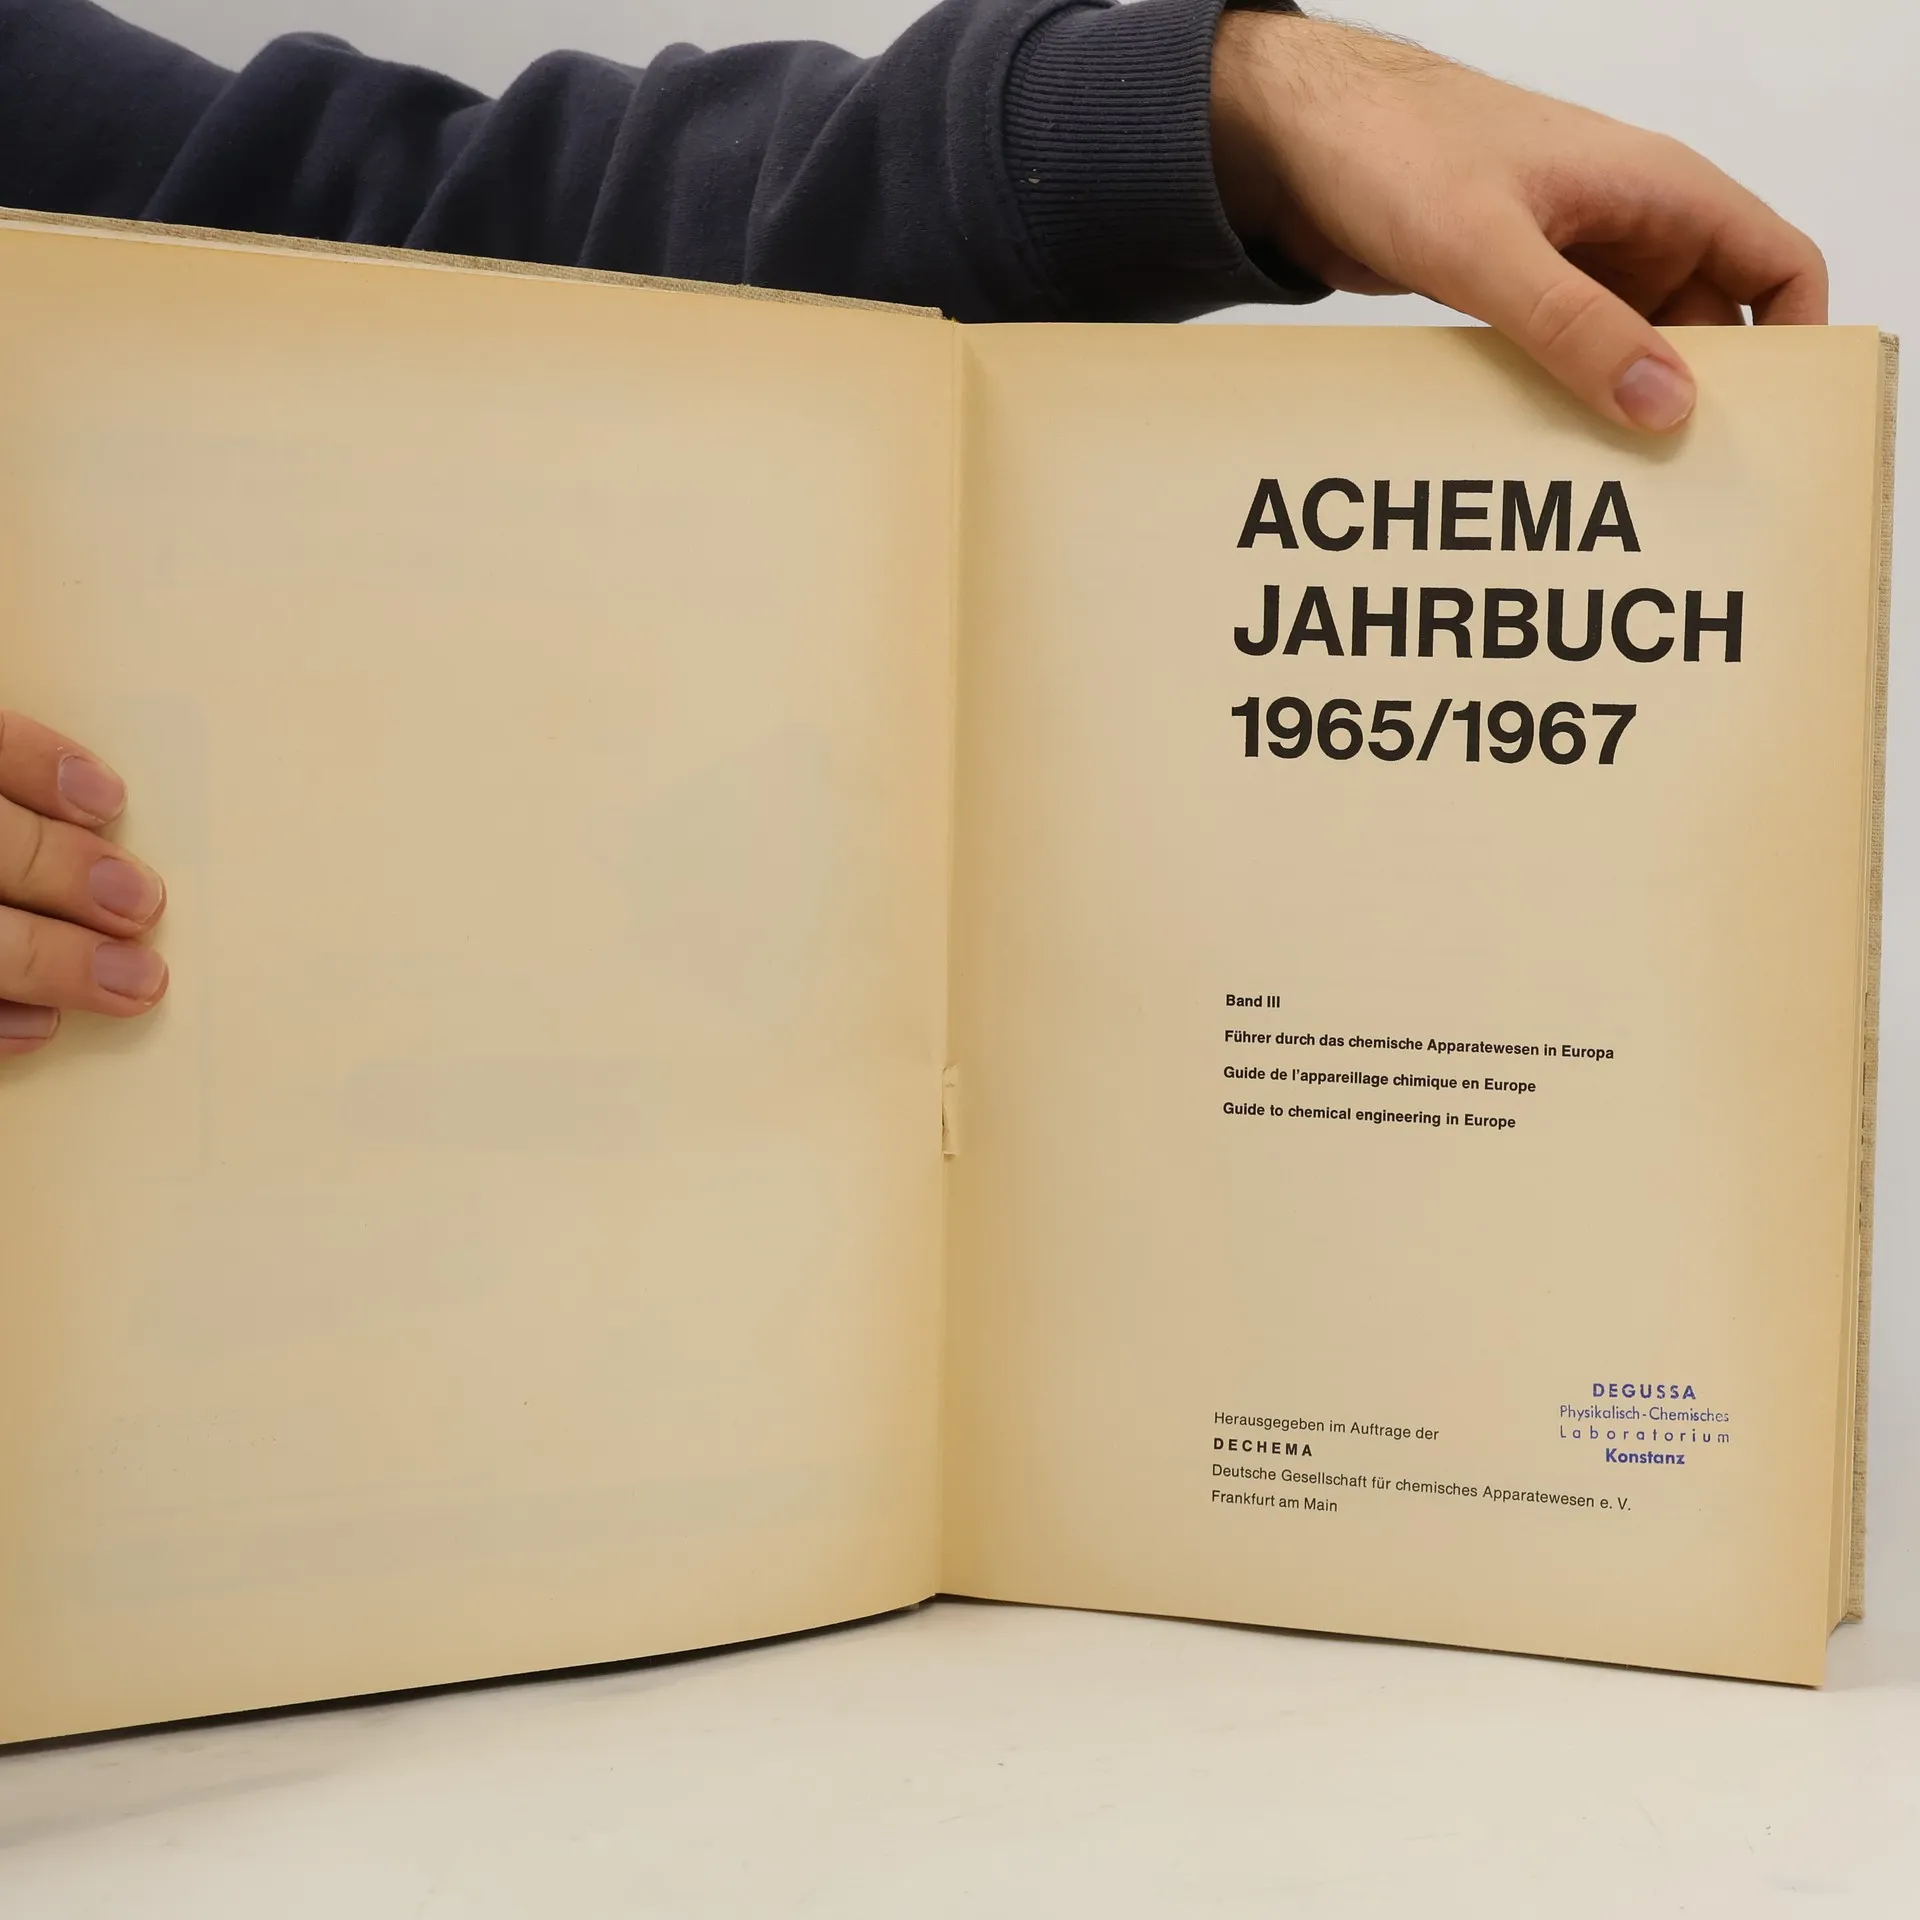 ACHEMA
JAHRBUCH
1965/1967
Band III
Führer durch das chemische Apparatewesen in Europa
Guide de l'appareillage chimique en Europe
Guide to chemical engineering in Europe
Herausgegeben im Auftrage der
DECHEMA
Deutsche Gesellschaft für chemisches Apparatewesen e. V.
Frankfurt am Main
DEGUSSA
Physikalisch-Chemisches
Laboratorium
Konstanz